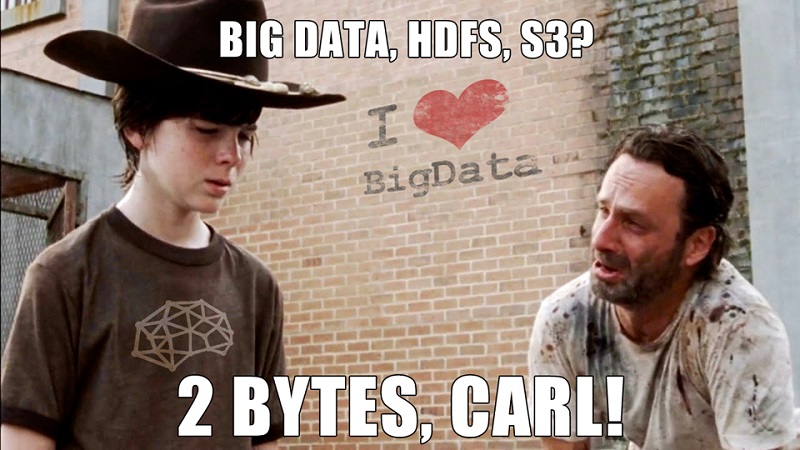 BIG DATA, HDFS, S3?
I
BigData
2 BYTES, CARL!